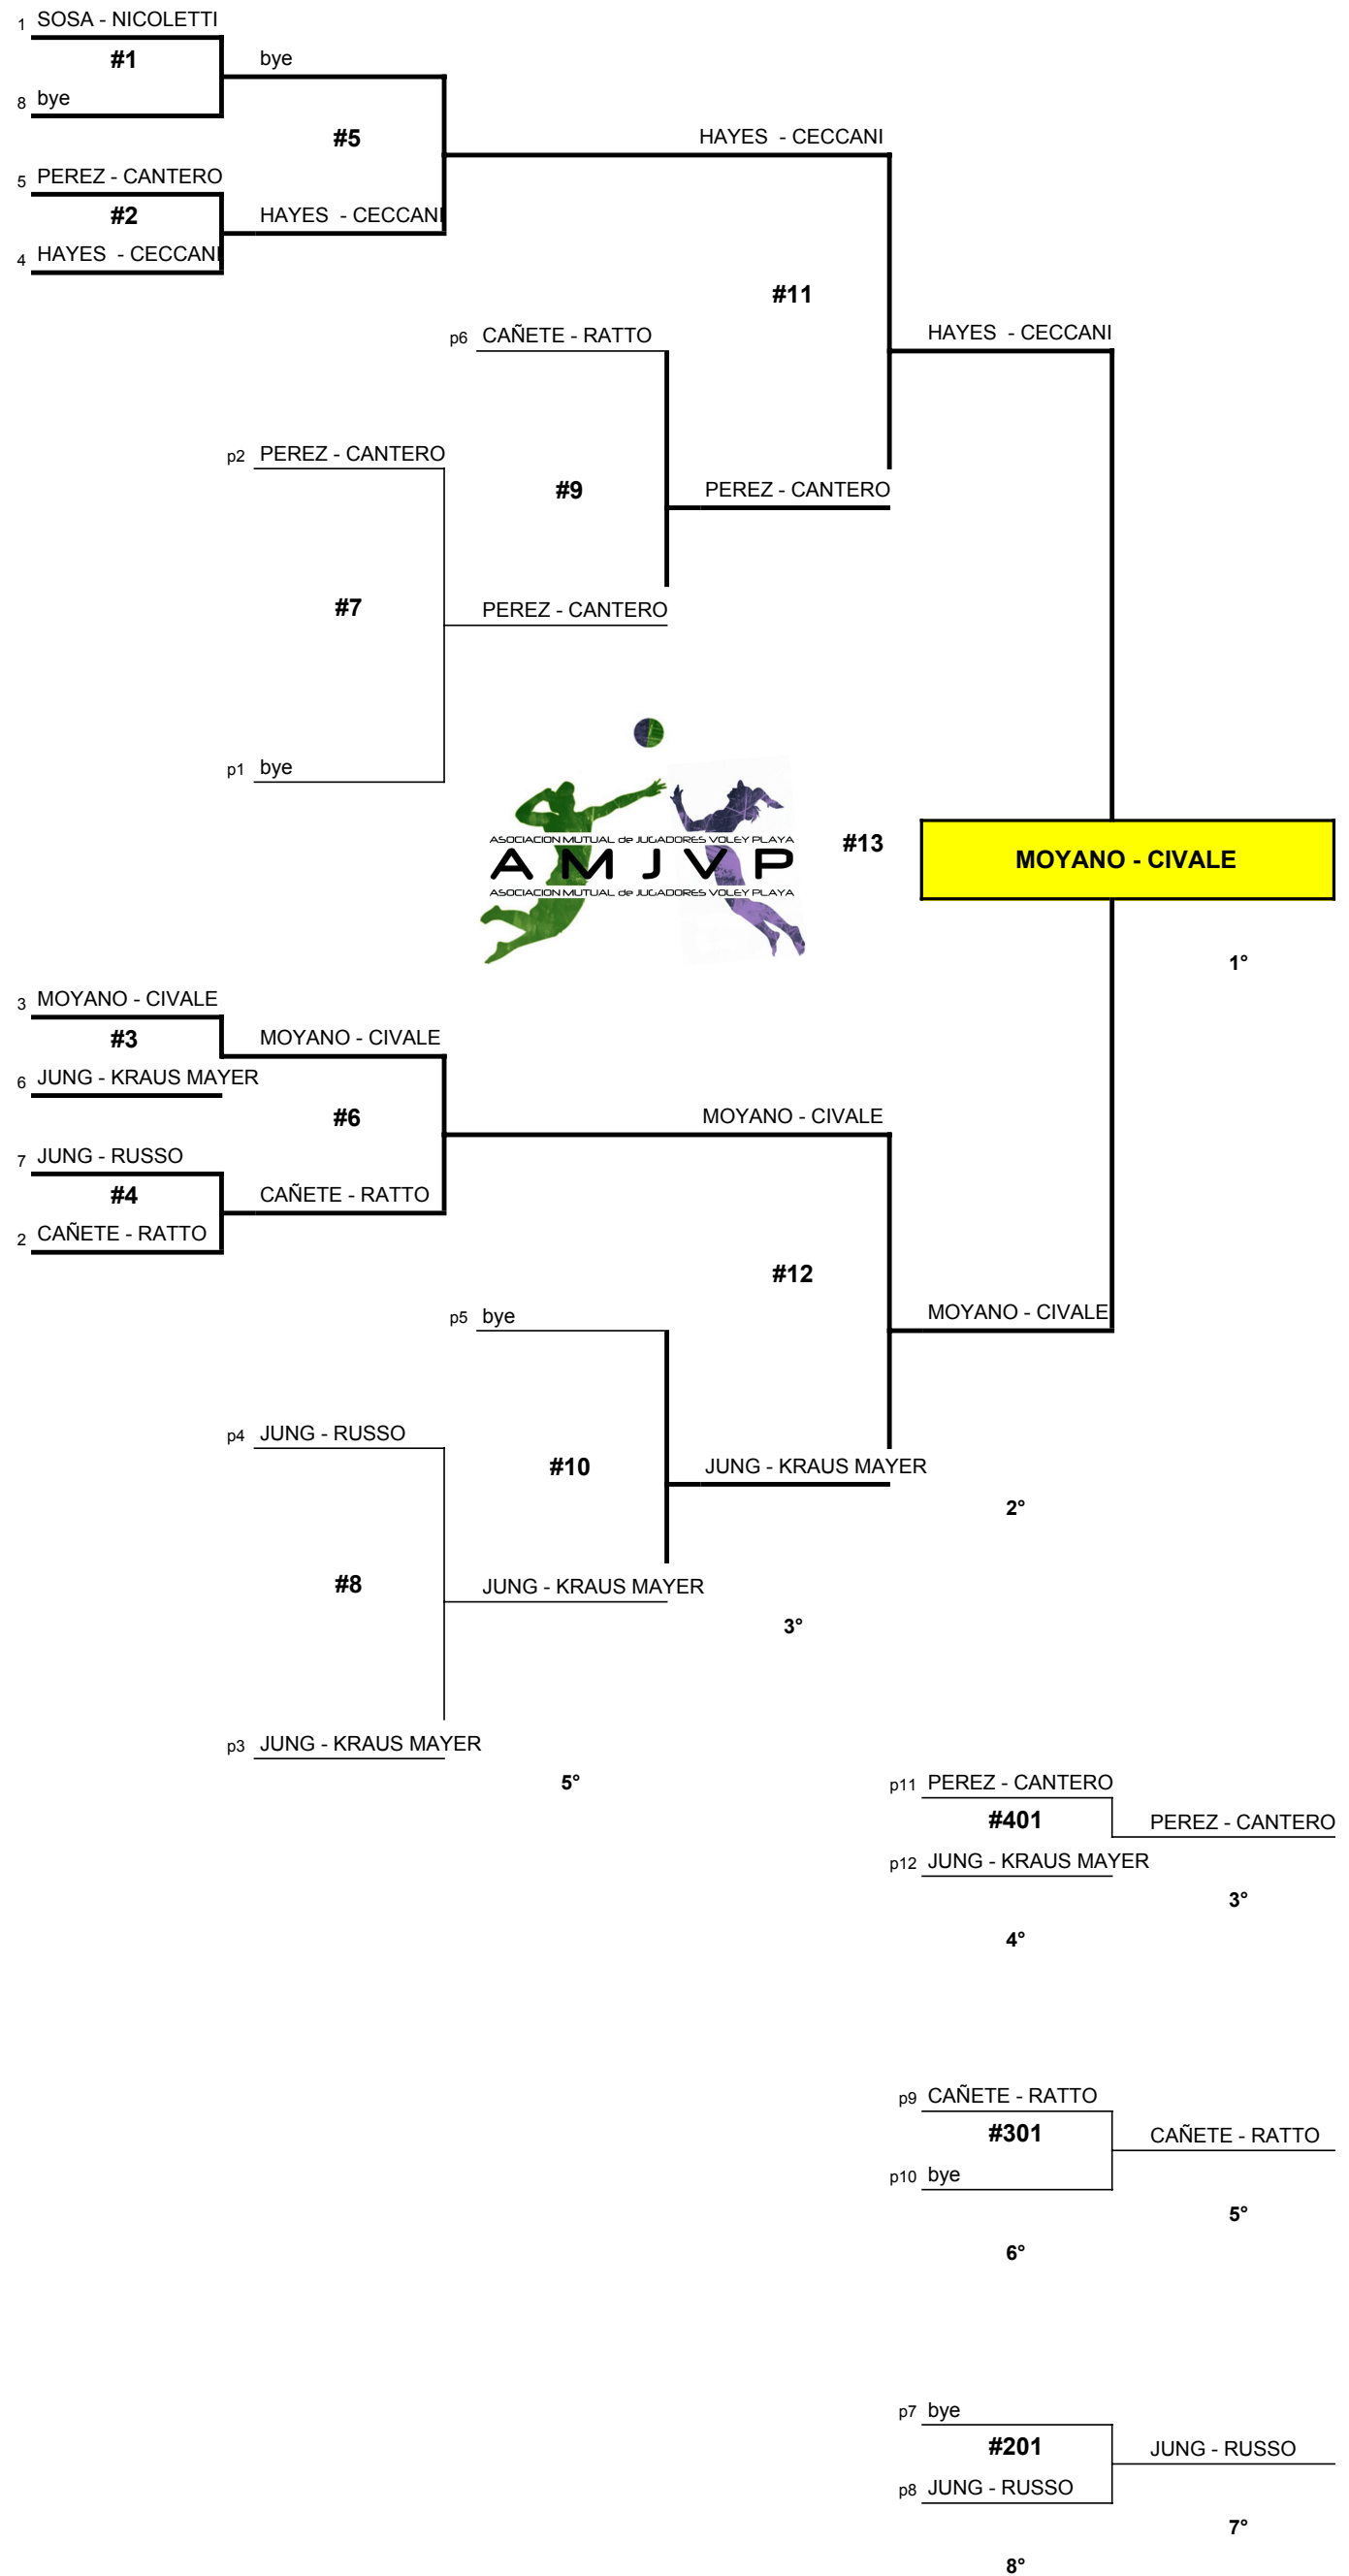 1 SOSA - NICOLETTI
#1 bye
8 bye
#5 HAYES - CECCANI
5 PEREZ - CANTERO
#2 HAYES - CECCANI
4 HAYES - CECCANI
#11
p6 CAÑETE - RATTO HAYES - CECCANI
p2 PEREZ - CANTERO
#9 PEREZ - CANTERO
#7 PEREZ - CANTERO
p1 bye
ASOCIACION MUTUAL de JUGADORES VOLEY PLAYA
#13
AMJVP MOYANO - CIVALE
ASOCIACION MUTUAL de JUGADORES VOLEY PLAYA
1°
3 MOYANO - CIVALE
#3 MOYANO - CIVALE
6 JUNG - KRAUS MAYER
#6 MOYANO - CIVALE
7 JUNG - RUSSO
#4 CAÑETE - RATTO
2 CAÑETE - RATTO
#12
p5 bye MOYANO - CIVALE
p4 JUNG - RUSSO
#10 JUNG - KRAUS MAYER
2°
#8 JUNG - KRAUS MAYER
3°
p3 JUNG - KRAUS MAYER
5° p11 PEREZ - CANTERO
#401 PEREZ - CANTERO
p12 JUNG - KRAUS MAYER
3°
4°
p9 CAÑETE - RATTO
#301 CAÑETE - RATTO
p10 bye
5°
6°
p7 bye
#201 JUNG - RUSSO
p8 JUNG - RUSSO
7°
8°